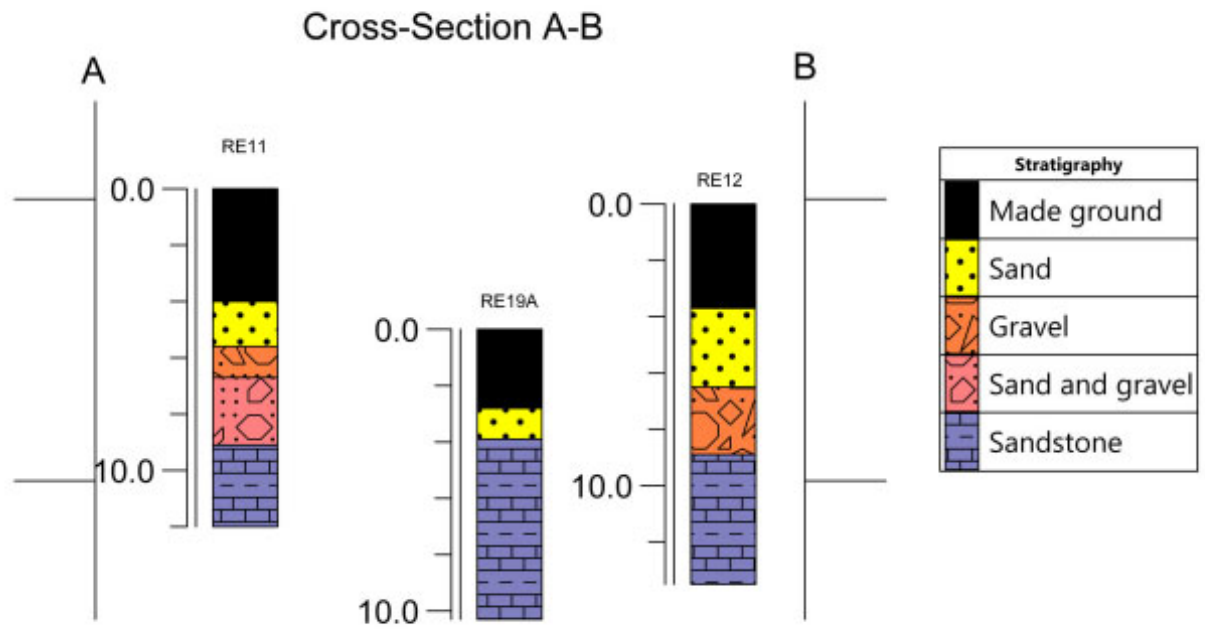 Cross-Section A-B
A
B
RE11
0.0
10.0
RE19A
0.0
10.0
RE12
0.0
10.0
Stratigraphy
Made ground
Sand
Gravel
Sand and gravel
Sandstone